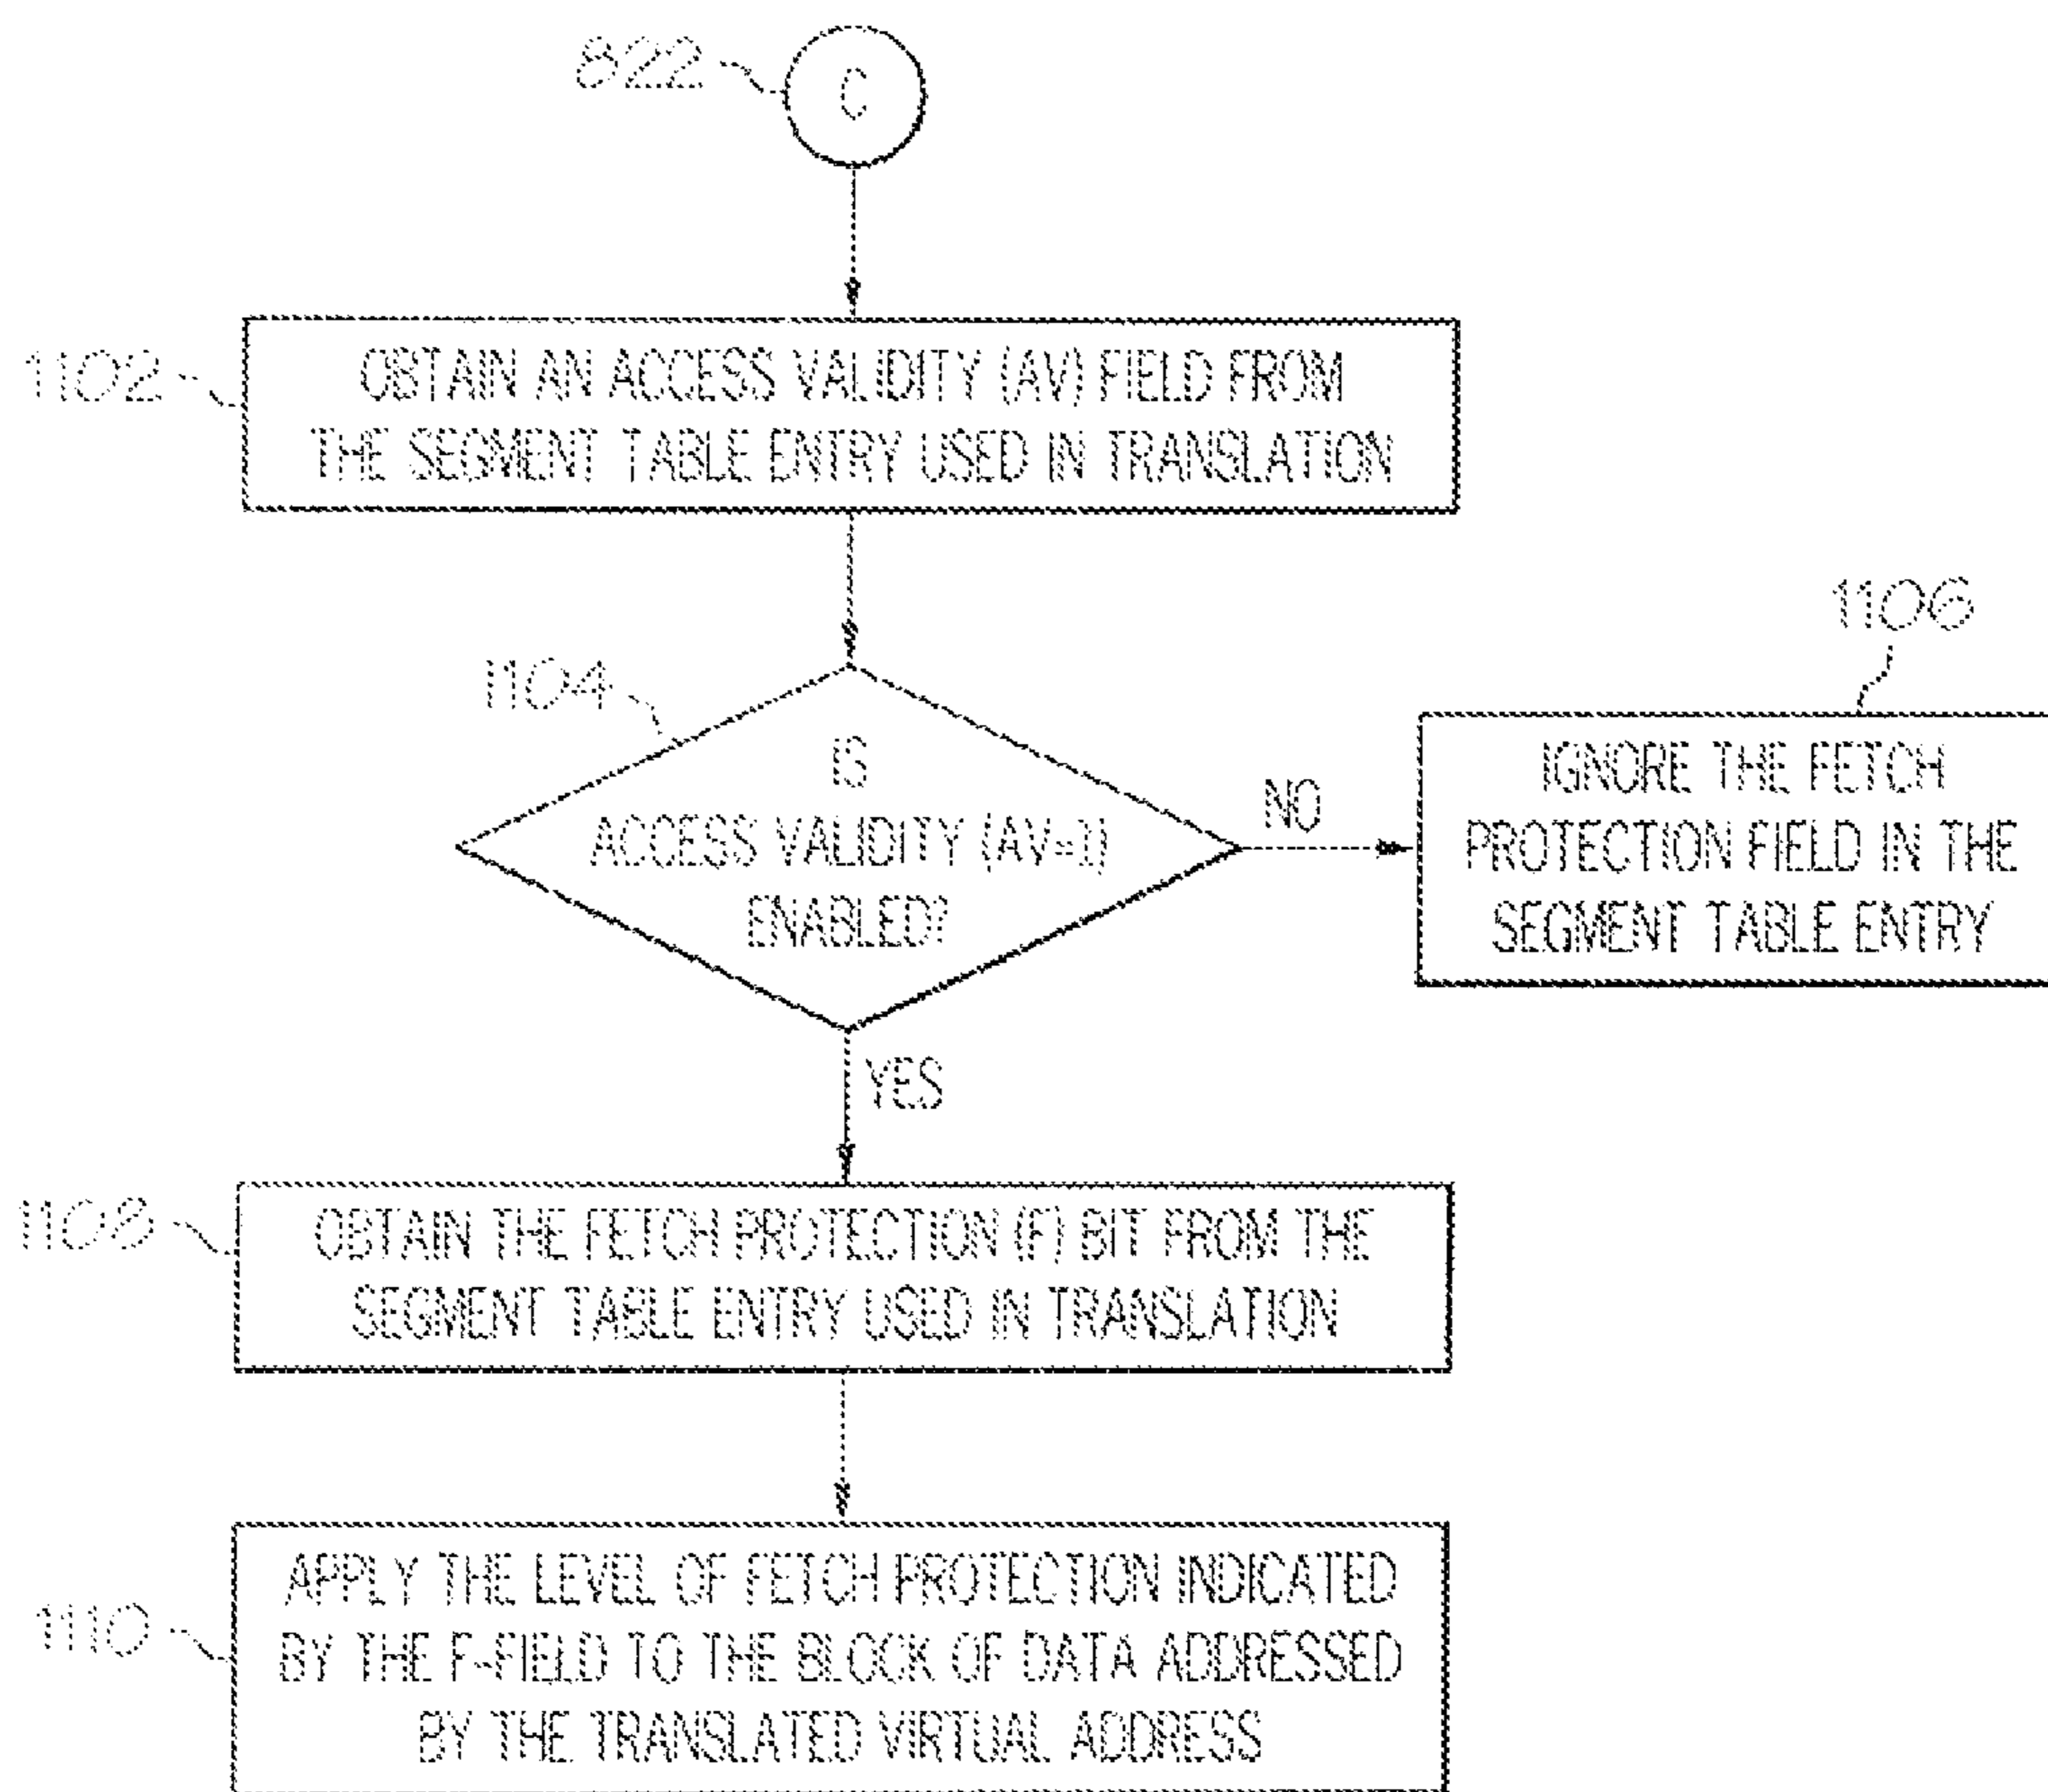 822
C
1102
OBTAIN AN ACCESS VALIDITY (AV) FIELD FROM
THE SEGMENT TABLE ENTRY USED IN TRANSLATION
1104
IS
ACCESS VALIDITY (AV=1)
ENABLED?
NO
1106
IGNORE THE FETCH
PROTECTION FIELD IN THE
SEGMENT TABLE ENTRY
YES
1108
OBTAIN THE FETCH PROTECTION (F) BIT FROM THE
SEGMENT TABLE ENTRY USED IN TRANSLATION
1110
APPLY THE LEVEL OF FETCH PROTECTION INDICATED
BY THE F-FIELD TO THE BLOCK OF DATA ADDRESSED
BY THE TRANSLATED VIRTUAL ADDRESS